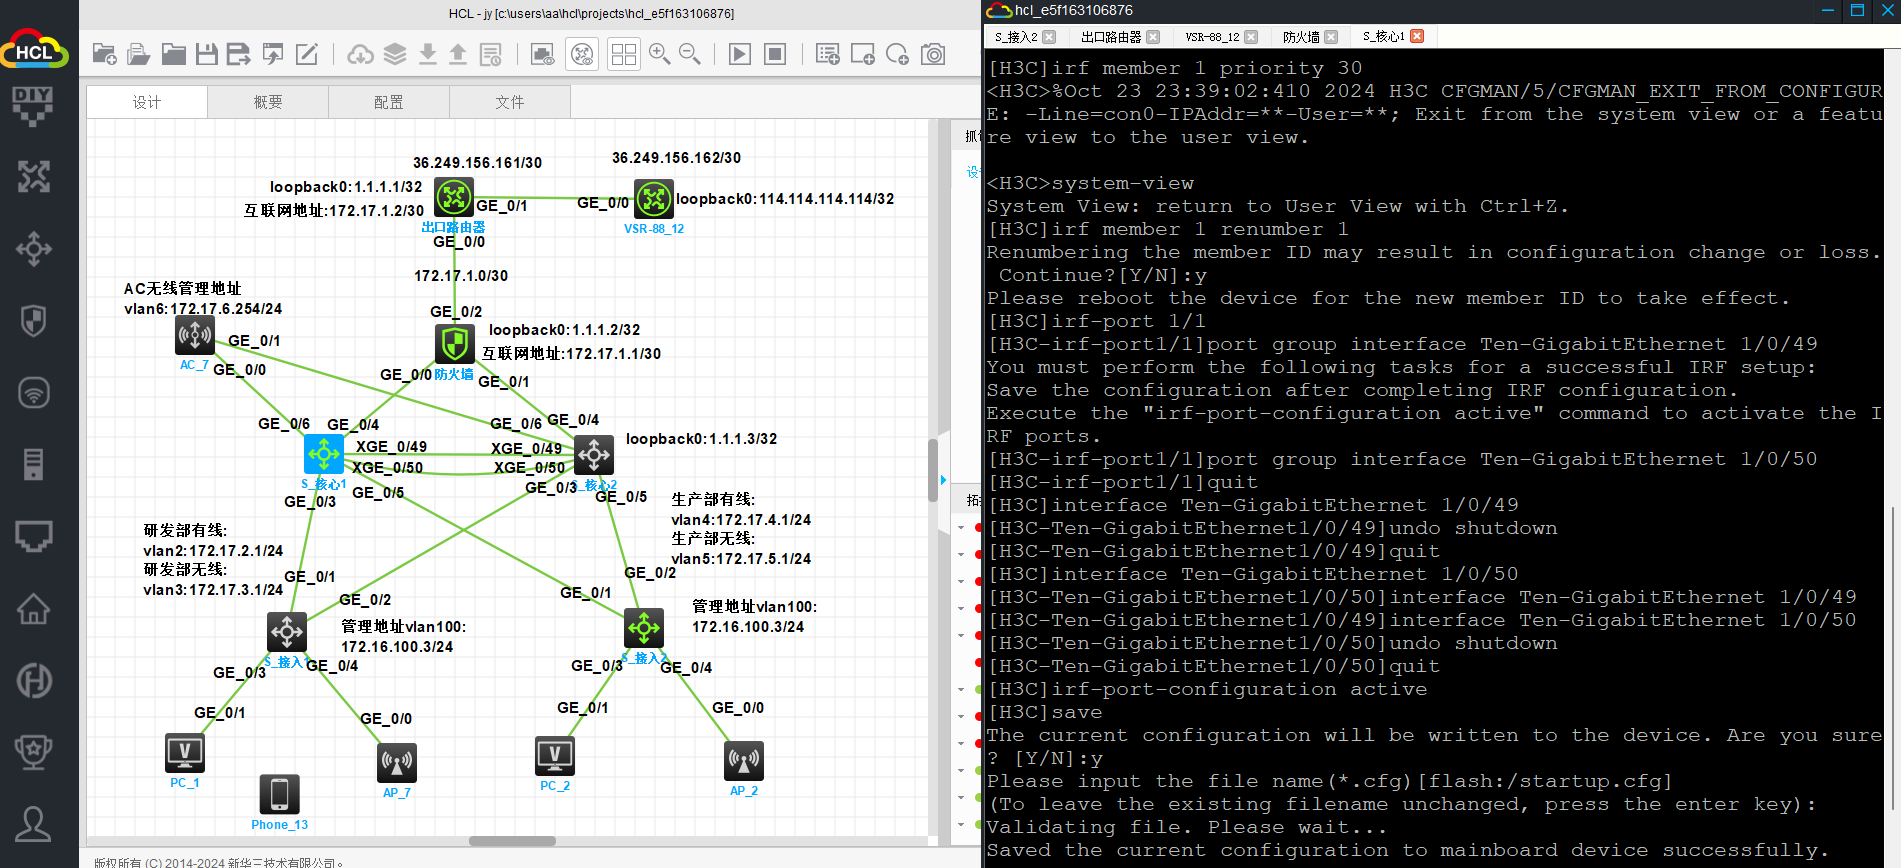 HCL - jy [c:\users\aa\hcl\projects\hcl_e5f163106876]
HCL
DIY
设计
概要
配置
文件
36.249.156.161/30
36.249.156.162/30
loopback0:1.1.1.1/32
互联网地址:172.17.1.2/30
GE_0/1
GE_0/0
loopback0:114.114.114.114/32
出口路由器
VSR-88_12
GE_0/0
172.17.1.0/30
AC无线管理地址
vlan6:172.17.6.254/24
GE_0/2
loopback0:1.1.1.2/32
互联网地址:172.17.1.1/30
GE_0/1
AC_7
GE_0/0
GE_0/0
防火墙
GE_0/1
GE_0/6
GE_0/4
GE_0/6
GE_0/4
loopback0:1.1.1.3/32
XGE_0/49
XGE_0/49
XGE_0/50
XGE_0/50
S_核心1
S_核心2
GE_0/3
GE_0/5
GE_0/3
GE_0/5
生产部有线:
vlan4:172.17.4.1/24
生产部无线:
vlan5:172.17.5.1/24
研发部有线:
vlan2:172.17.2.1/24
研发部无线:
vlan3:172.17.3.1/24
GE_0/1
GE_0/2
GE_0/1
GE_0/2
管理地址vlan100:
172.16.100.3/24
管理地址vlan100:
172.16.100.3/24
S_接入1
S_接入2
GE_0/3
GE_0/4
GE_0/3
GE_0/4
GE_0/1
GE_0/0
GE_0/1
GE_0/0
PC_1
AP_7
PC_2
AP_2
Phone_13
版权所有 (C) 2014-2024 新华三技术有限公司。
hcl_e5f163106876
S_接入2
出口路由器
VSR-88_12
防火墙
S_核心1
[H3C]irf member 1 priority 30
<H3C>%Oct 23 23:39:02:410 2024 H3C CFGMAN/5/CFGMAN_EXIT_FROM_CONFIGUR
E: -Line=con0-IPAddr=**-User=**; Exit from the system view or a featu
re view to the user view.
<H3C>system-view
System View: return to User View with Ctrl+Z.
[H3C]irf member 1 renumber 1
Renumbering the member ID may result in configuration change or loss.
 Continue?[Y/N]:y
Please reboot the device for the new member ID to take effect.
[H3C]irf-port 1/1
[H3C-irf-port1/1]port group interface Ten-GigabitEthernet 1/0/49
You must perform the following tasks for a successful IRF setup:
Save the configuration after completing IRF configuration.
Execute the "irf-port-configuration active" command to activate the I
RF ports.
[H3C-irf-port1/1]port group interface Ten-GigabitEthernet 1/0/50
[H3C-irf-port1/1]quit
[H3C]interface Ten-GigabitEthernet 1/0/49
[H3C-Ten-GigabitEthernet1/0/49]undo shutdown
[H3C-Ten-GigabitEthernet1/0/49]quit
[H3C]interface Ten-GigabitEthernet 1/0/50
[H3C-Ten-GigabitEthernet1/0/50]interface Ten-GigabitEthernet 1/0/49
[H3C-Ten-GigabitEthernet1/0/49]interface Ten-GigabitEthernet 1/0/50
[H3C-Ten-GigabitEthernet1/0/50]undo shutdown
[H3C-Ten-GigabitEthernet1/0/50]quit
[H3C]irf-port-configuration active
[H3C]save
The current configuration will be written to the device. Are you sure
? [Y/N]:y
Please input the file name(*.cfg)[flash:/startup.cfg]
(To leave the existing filename unchanged, press the enter key):
Validating file. Please wait...
Saved the current configuration to mainboard device successfully.